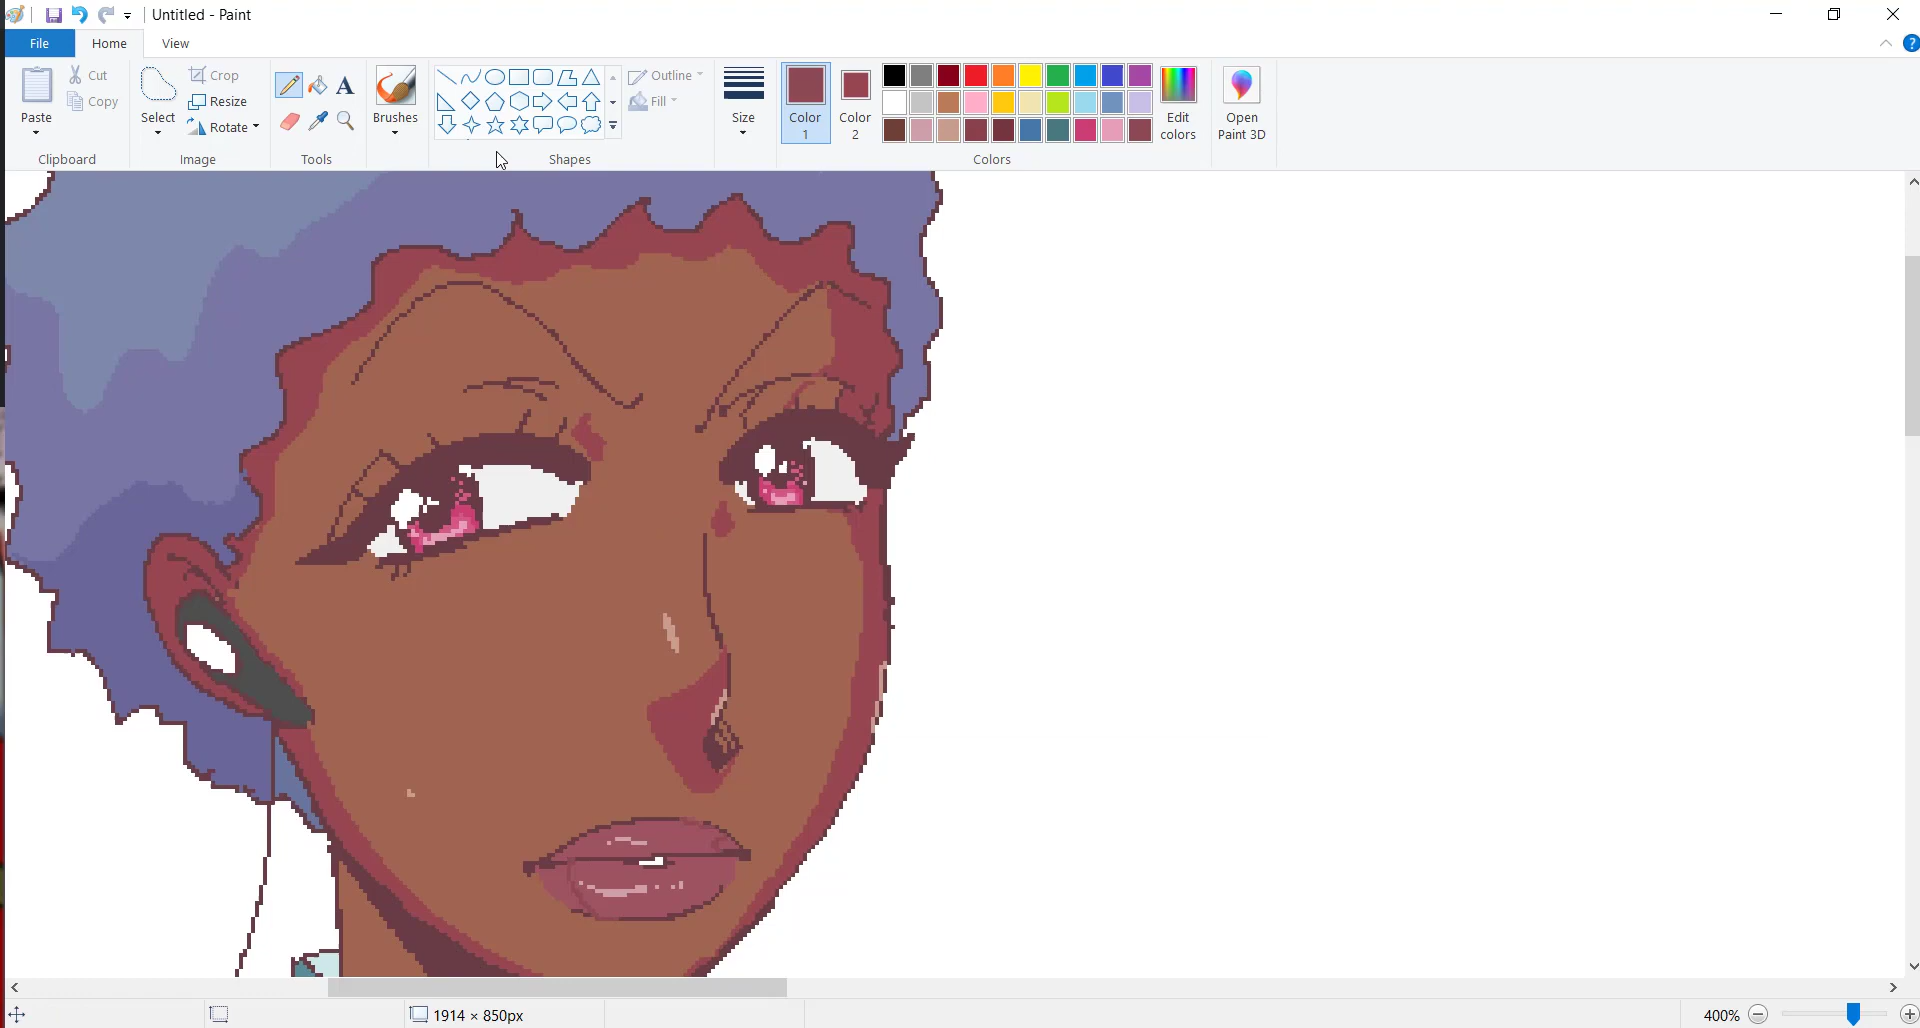 Untitled - Paint
File Home View
Paste
Cut
Copy
Clipboard
Select
Crop
Resize
Rotate
Image
A
Tools
Brushes
Outline
Fill
Shapes
Size
Color 1
Color 2
Edit colors
Colors
Open Paint 3D
?
1914 × 850px
400%